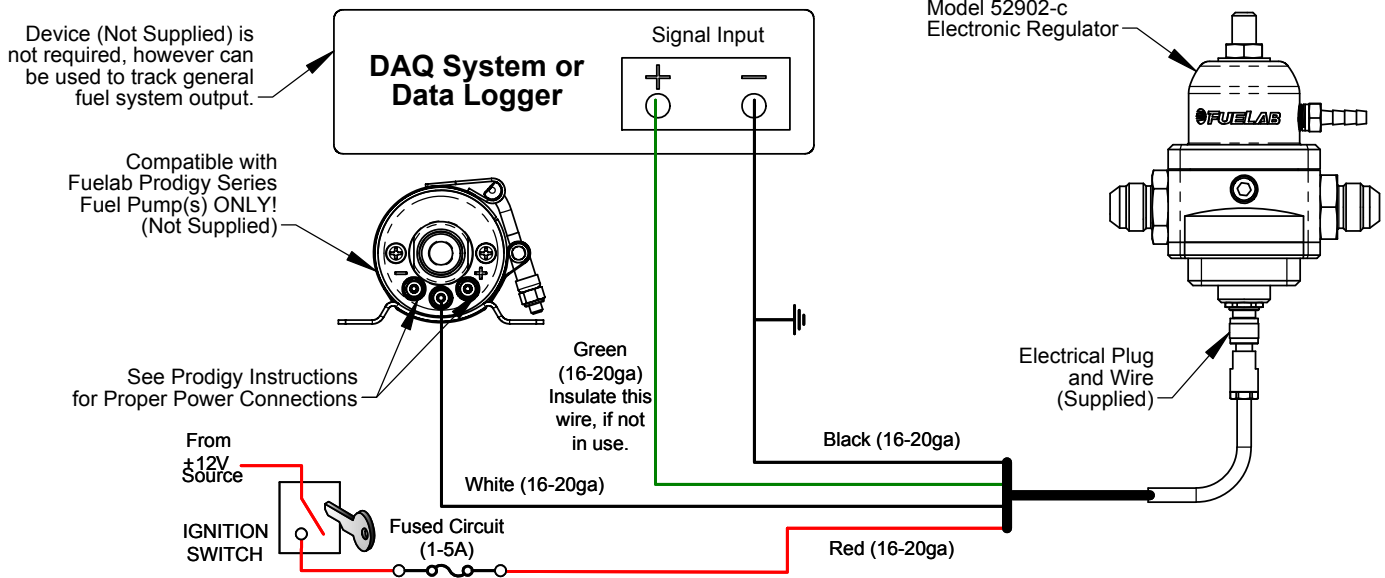 Device (Not Supplied) is
not required, however can
be used to track general
fuel system output.
DAQ System or
Data Logger
Signal Input
+ −
Model 52902-c
Electronic Regulator
FUELAB
Compatible with
Fuelab Prodigy Series
Fuel Pump(s) ONLY!
(Not Supplied)
− +
See Prodigy Instructions
for Proper Power Connections
Green
(16-20ga)
Insulate this
wire, if not
in use.
Electrical Plug
and Wire
(Supplied)
Black (16-20ga)
From
+12V
Source
White (16-20ga)
IGNITION
SWITCH
Fused Circuit
(1-5A)
Red (16-20ga)